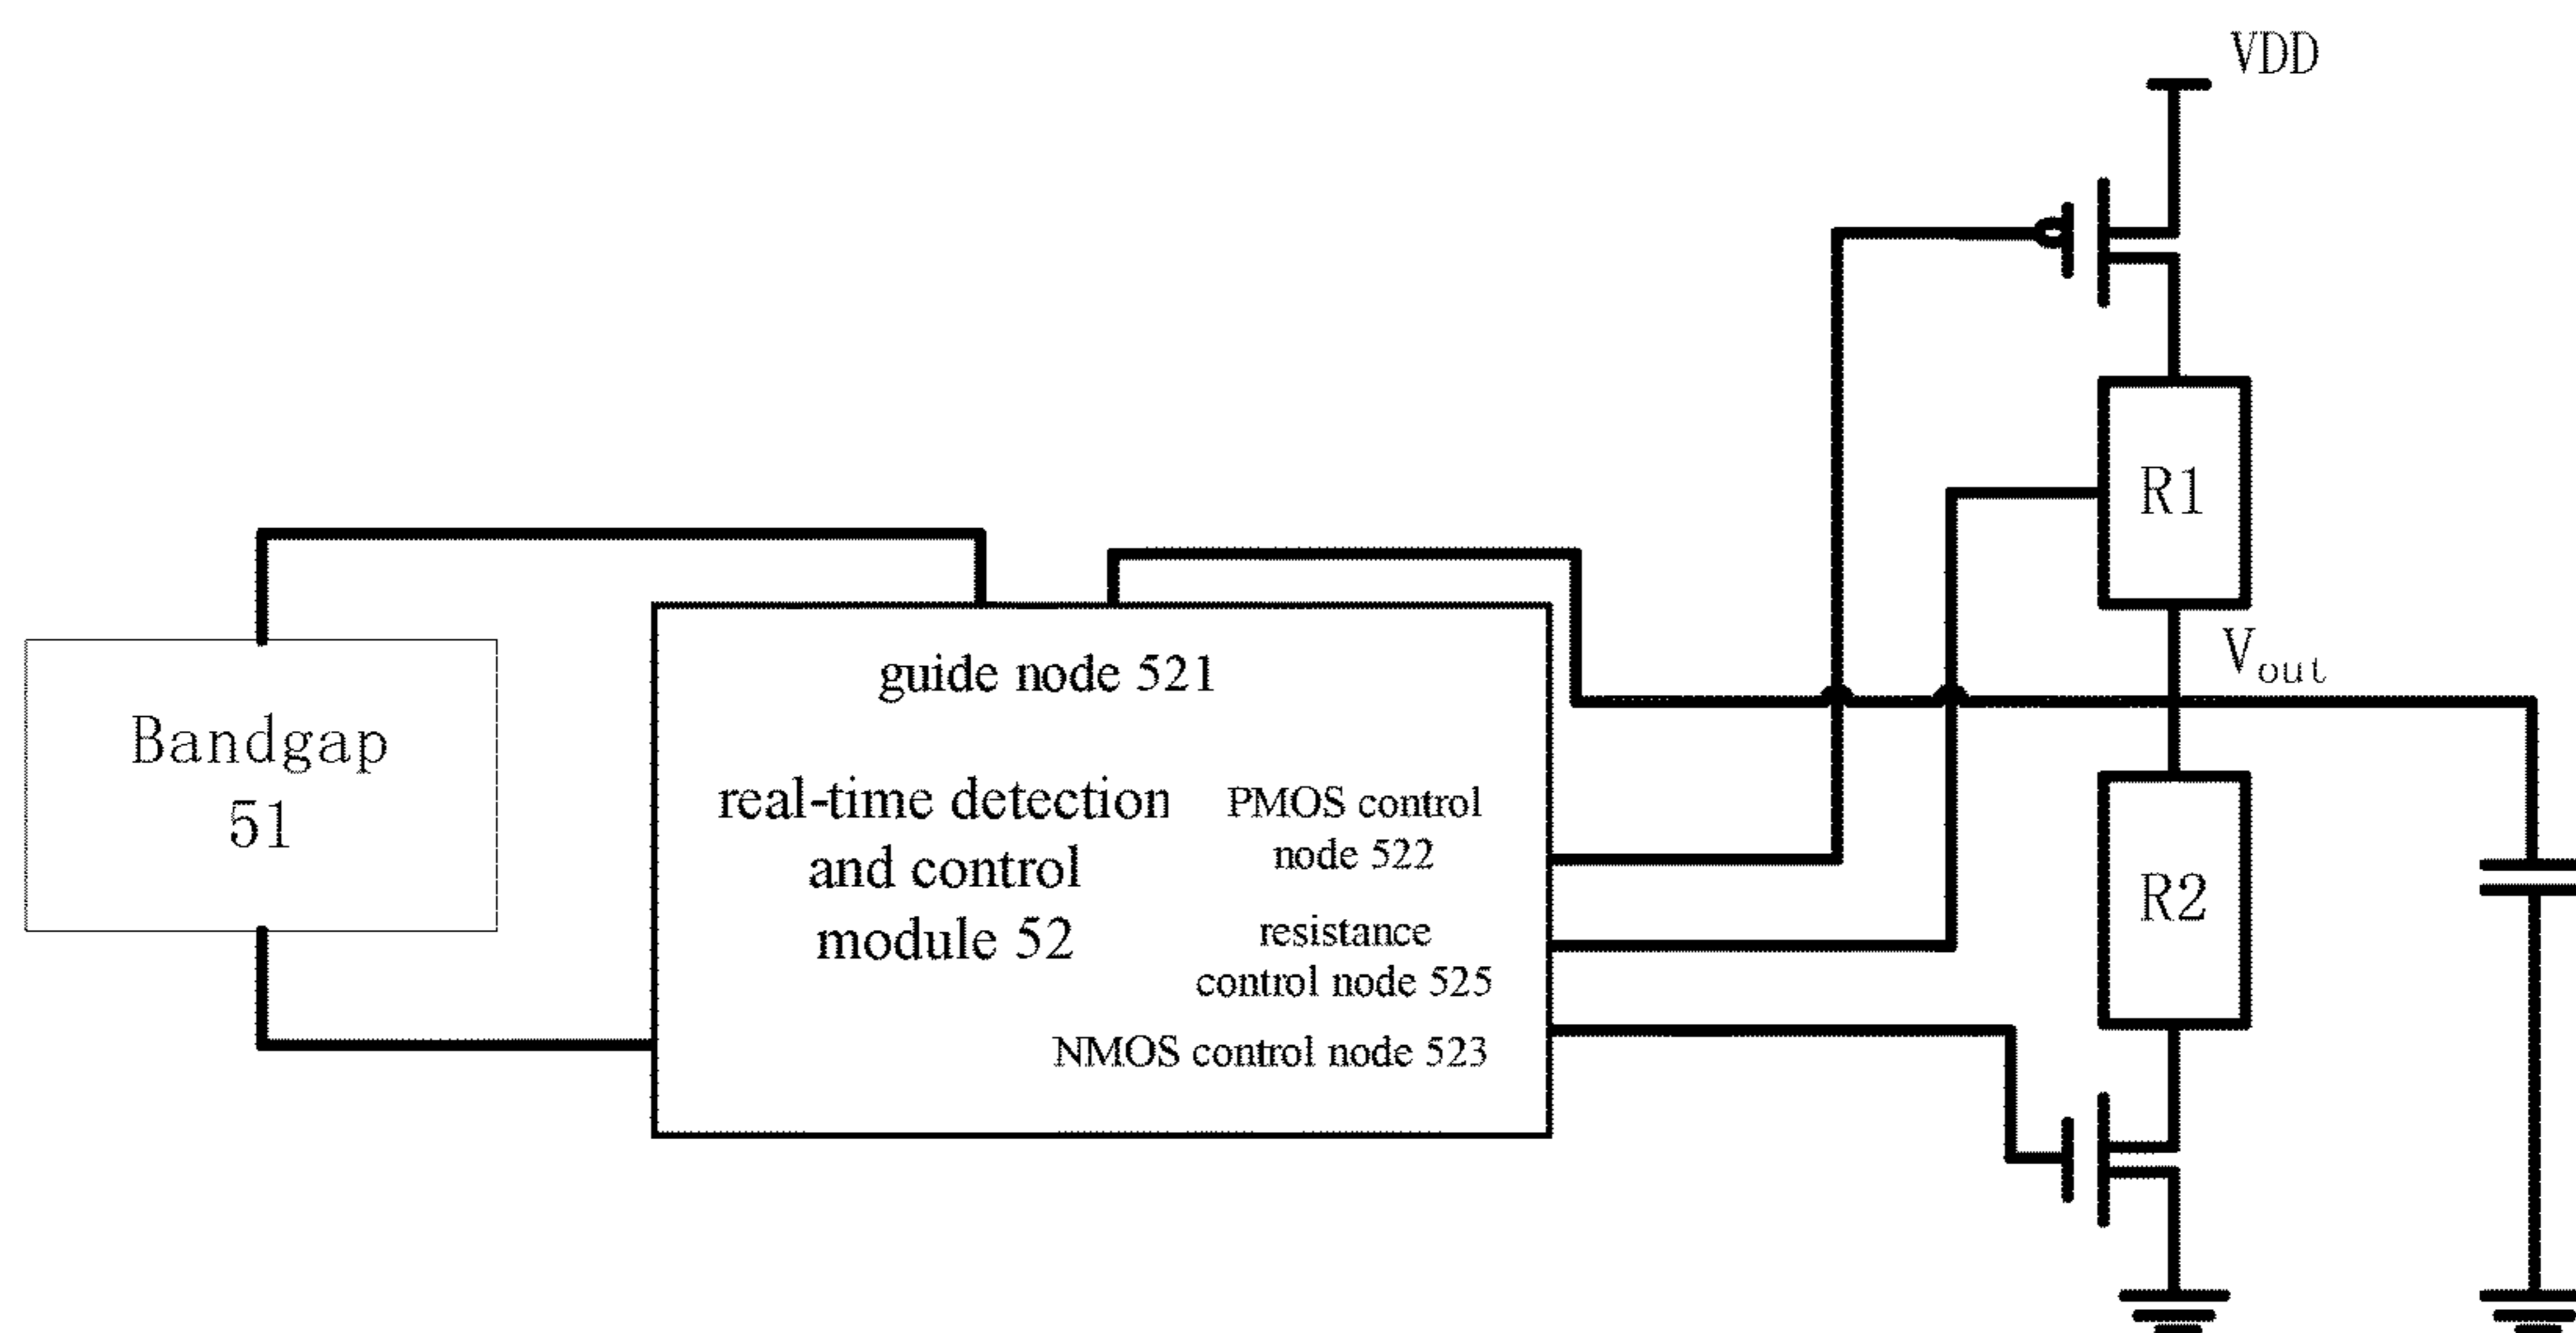 VDD
R1
V_out
guide node 521
Bandgap
51
real-time detection
and control
module 52
PMOS control
node 522
resistance
control node 525
NMOS control node 523
R2